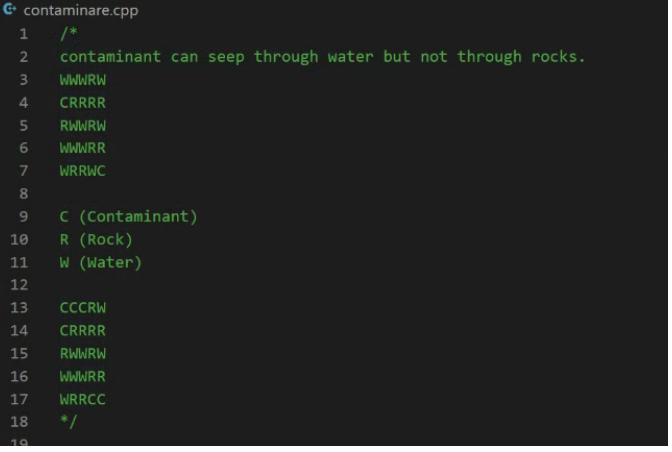 contaminare.cpp
1 /*
2 contaminant can seep through water but not through rocks.
3 WWWRW
4 CRRRR
5 RWWRW
6 WWWRR
7 WRRWC
8
9 C (Contaminant)
10 R (Rock)
11 W (Water)
12
13 CCCRW
14 CRRRR
15 RWWRW
16 WWWRR
17 WRRCC
18 */
19